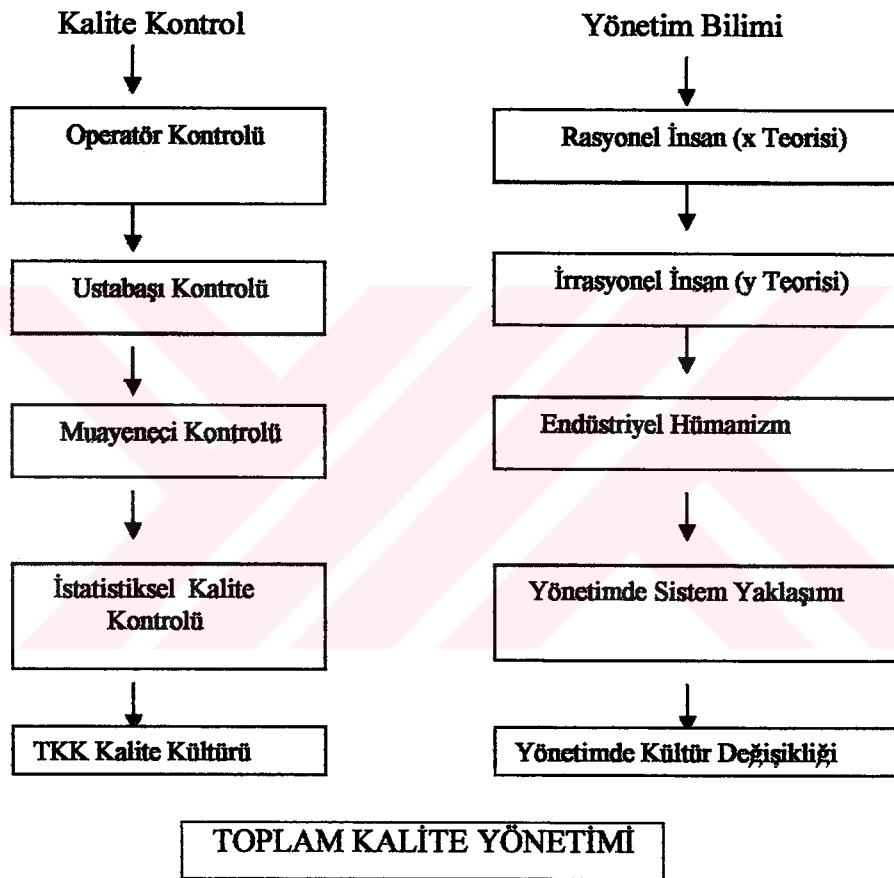 Kalite Kontrol
Operatör Kontrolü
Ustabaşı Kontrolü
Muayeneçi Kontrolü
İstatistiksel Kalite
Kontrolü
TKK Kalite Kültürü
Yönetim Bilimi
Rasyonel İnsan (x Teorisi)
İrrasyonel İnsan (y Teorisi)
Endüstriyel Hümanizm
Yönetimde Sistem Yaklaşımı
Yönetimde Kültür Değişikliği
TOPLAM KALİTE YÖNETİMİ